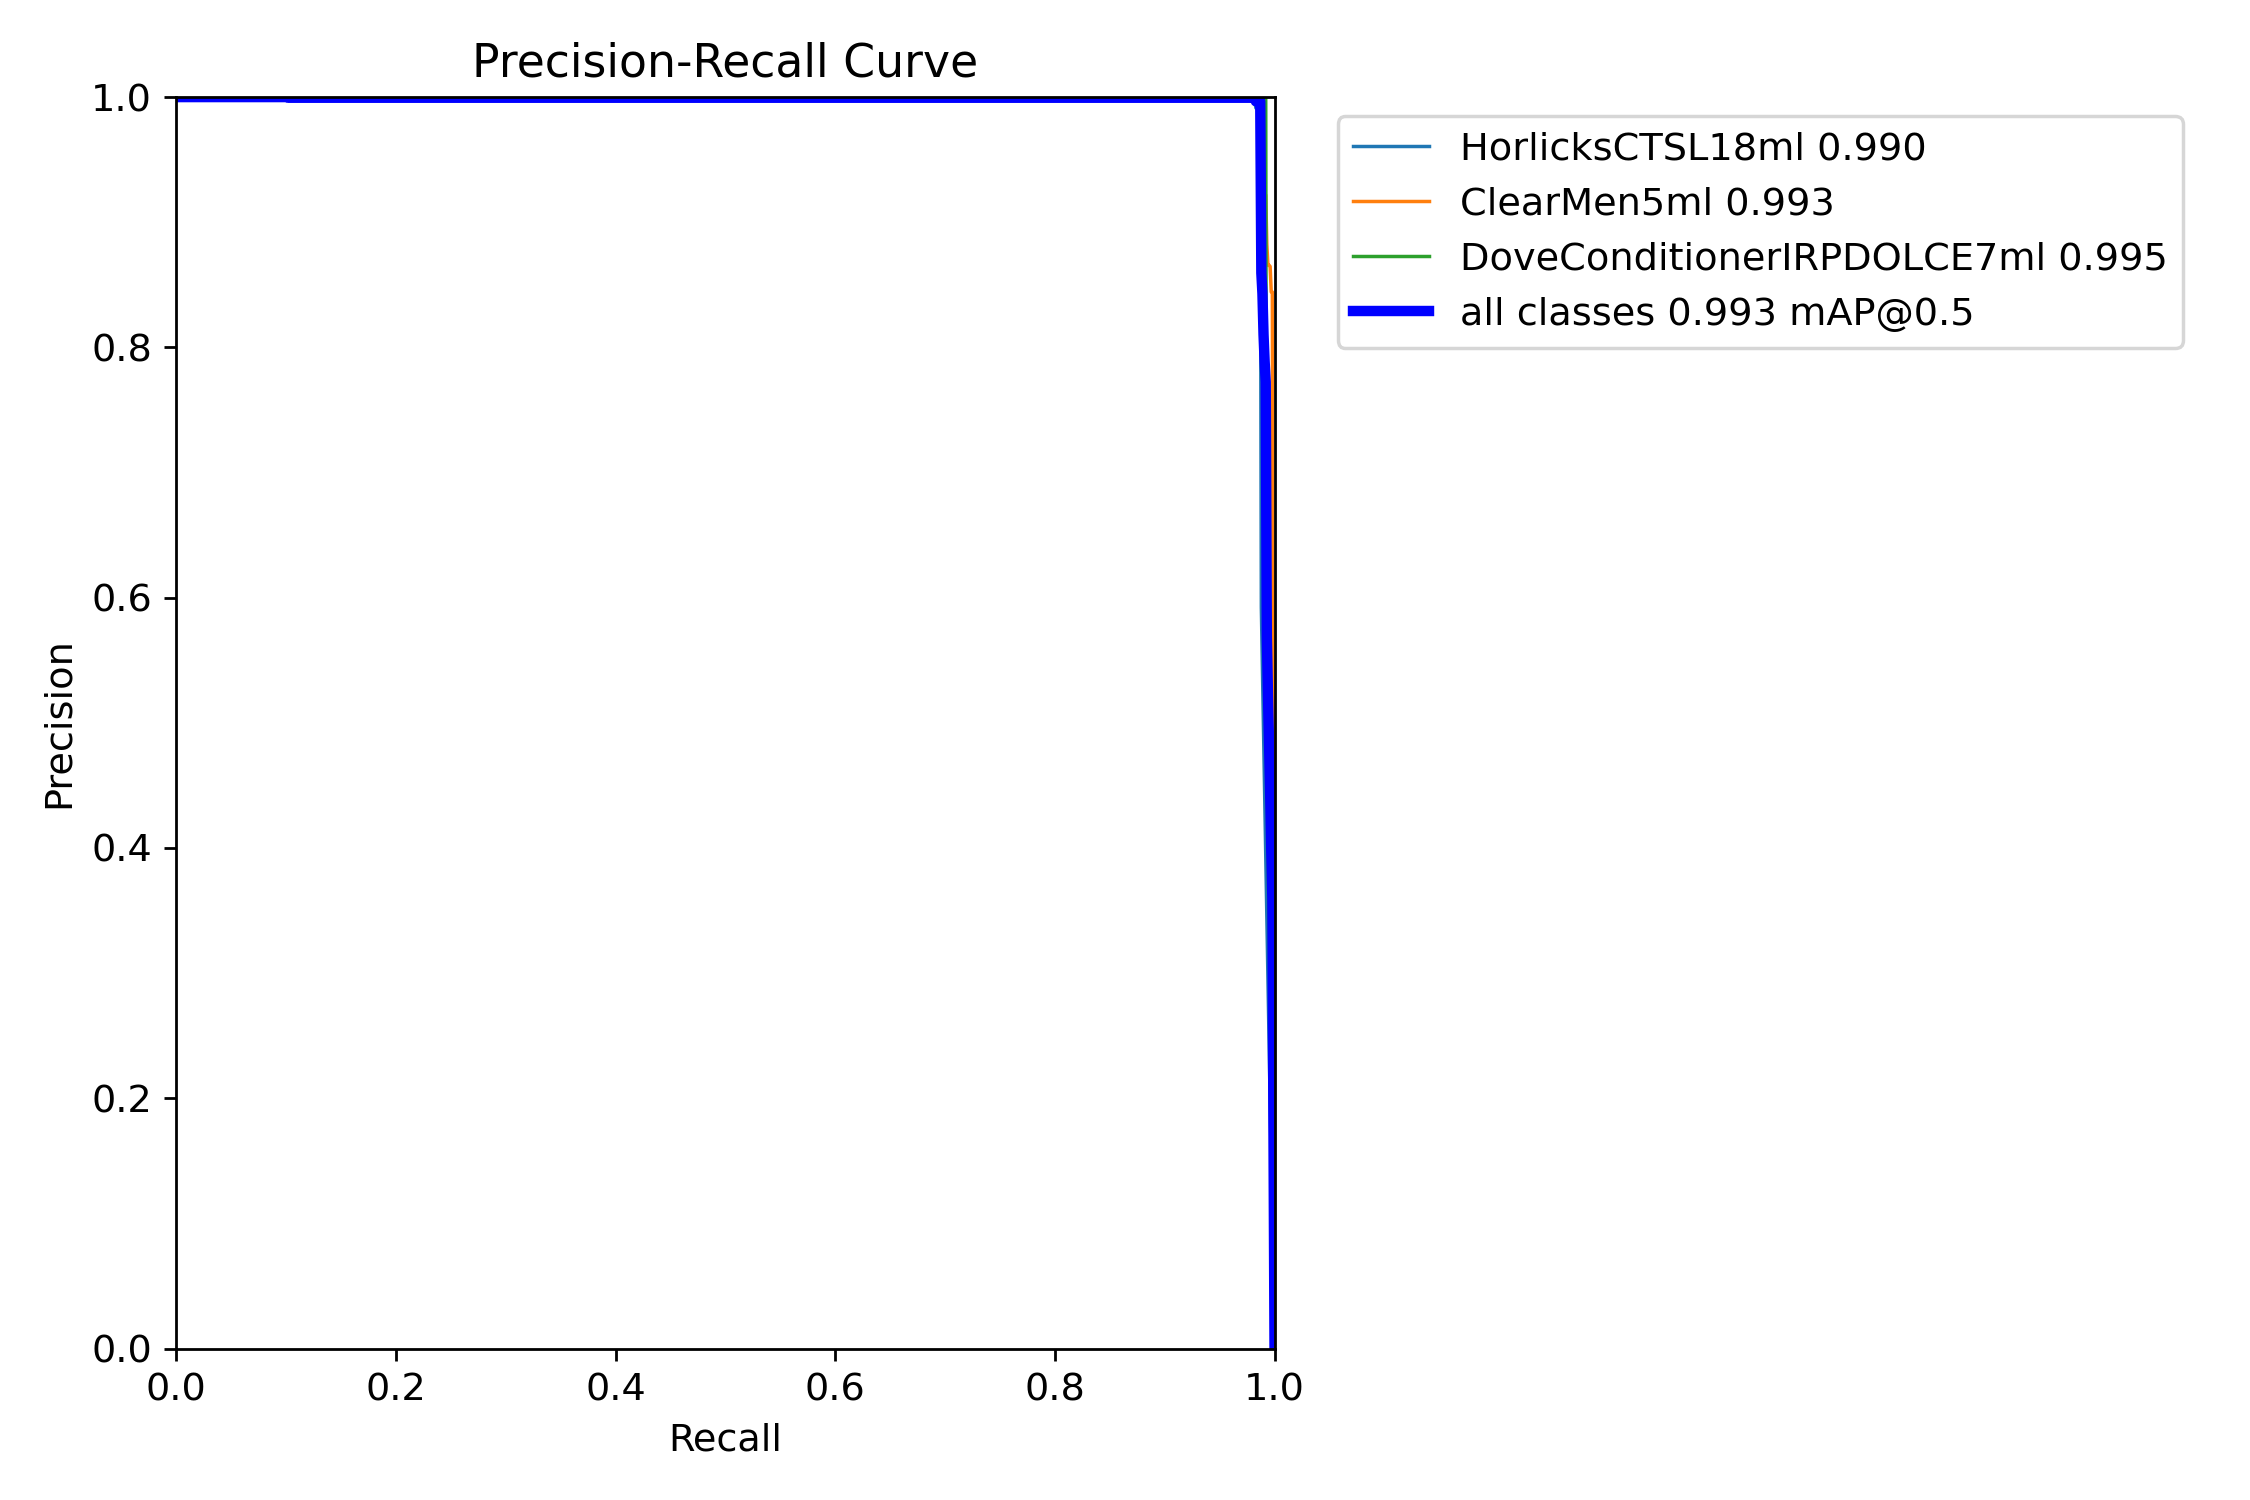 Precision-Recall Curve
1.0
0.8
0.6
0.4
0.2
0.0
Precision
0.0 0.2 0.4 0.6 0.8 1.0
Recall
HorlicksCTSL18ml 0.990
ClearMen5ml 0.993
DoveConditionerIRPDOLCE7ml 0.995
all classes 0.993 mAP@0.5